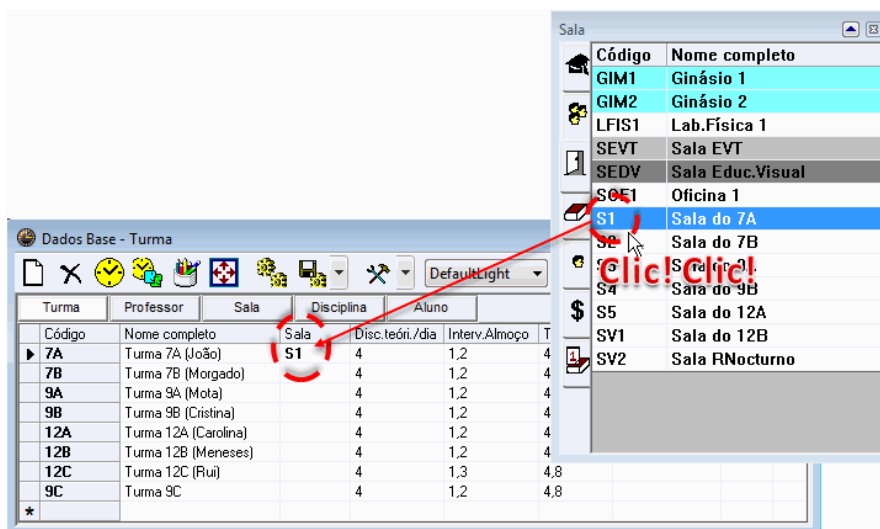 Sala
Código Nome completo
GIM1 Ginásio 1
GIM2 Ginásio 2
LFIS1 Lab.Física 1
SEVT Sala EVT
SEDV Sala Educ.Visual
SOF1 Oficina 1
S1 Sala do 7A
S2 Sala do 7B
Clic! Clic!
S4 Sala do 9B
S5 Sala do 12A
SV1 Sala do 12B
SV2 Sala RNocturno
Dados Base - Turma
DefaultLight
Turma Professor Sala Disciplina Aluno
Código Nome completo Sala Disc.teóri./dia Interv.Almoço T
7A Turma 7A (João) S1 4 1,2 4
7B Turma 7B (Morgado) 4 1,2 4
9A Turma 9A (Mota) 4 1,2 4
9B Turma 9B (Cristina) 4 1,2 4
12A Turma 12A (Carolina) 4 1,2 4
12B Turma 12B (Meneses) 4 1,2 4
12C Turma 12C (Rui) 4 1,3 4,8
9C Turma 9C 4 1,2 4,8